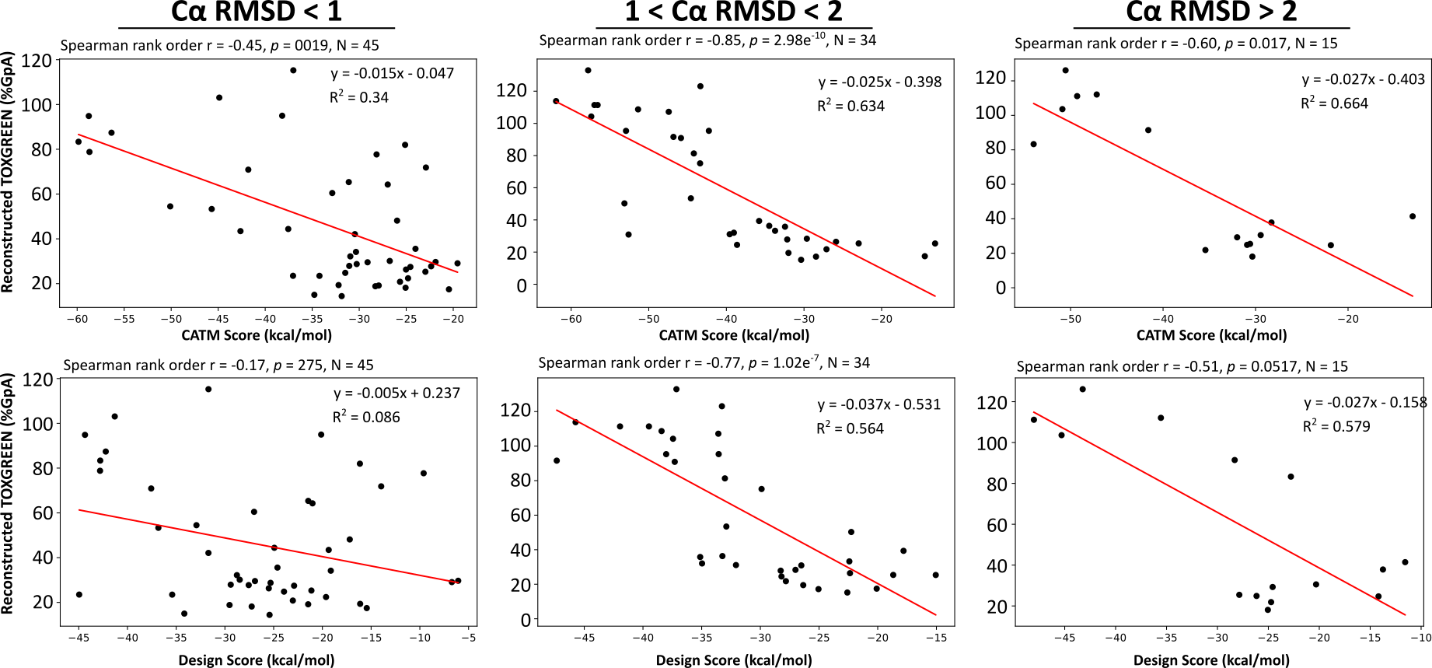 Cα RMSD < 1
1 < Cα RMSD < 2
Cα RMSD > 2
Spearman rank order r = -0.45, p = 0019, N = 45
Spearman rank order r = -0.85, p = 2.98e-10, N = 34
Spearman rank order r = -0.60, p = 0.017, N = 15
Reconstructed TOXGREEN (%GpA)
120
100
80
60
40
20
y = -0.015x - 0.047
R2 = 0.34
−60 −55 −50 −45 −40 −35 −30 −25 −20
CATM Score (kcal/mol)
120
100
80
60
40
20
0
y = -0.025x - 0.398
R2 = 0.634
−60 −50 −40 −30 −20
CATM Score (kcal/mol)
120
100
80
60
40
20
0
y = -0.027x - 0.403
R2 = 0.664
−50 −40 −30 −20
CATM Score (kcal/mol)
Spearman rank order r = -0.17, p = 275, N = 45
Spearman rank order r = -0.77, p = 1.02e-7, N = 34
Spearman rank order r = -0.51, p = 0.0517, N = 15
Reconstructed TOXGREEN (%GpA)
120
100
80
60
40
20
y = -0.005x + 0.237
R2 = 0.086
−45 −40 −35 −30 −25 −20 −15 −10 −5
Design Score (kcal/mol)
120
100
80
60
40
20
0
y = -0.037x - 0.531
R2 = 0.564
−45 −40 −35 −30 −25 −20 −15
Design Score (kcal/mol)
120
100
80
60
40
20
y = -0.027x - 0.158
R2 = 0.579
−45 −40 −35 −30 −25 −20 −15 −10
Design Score (kcal/mol)